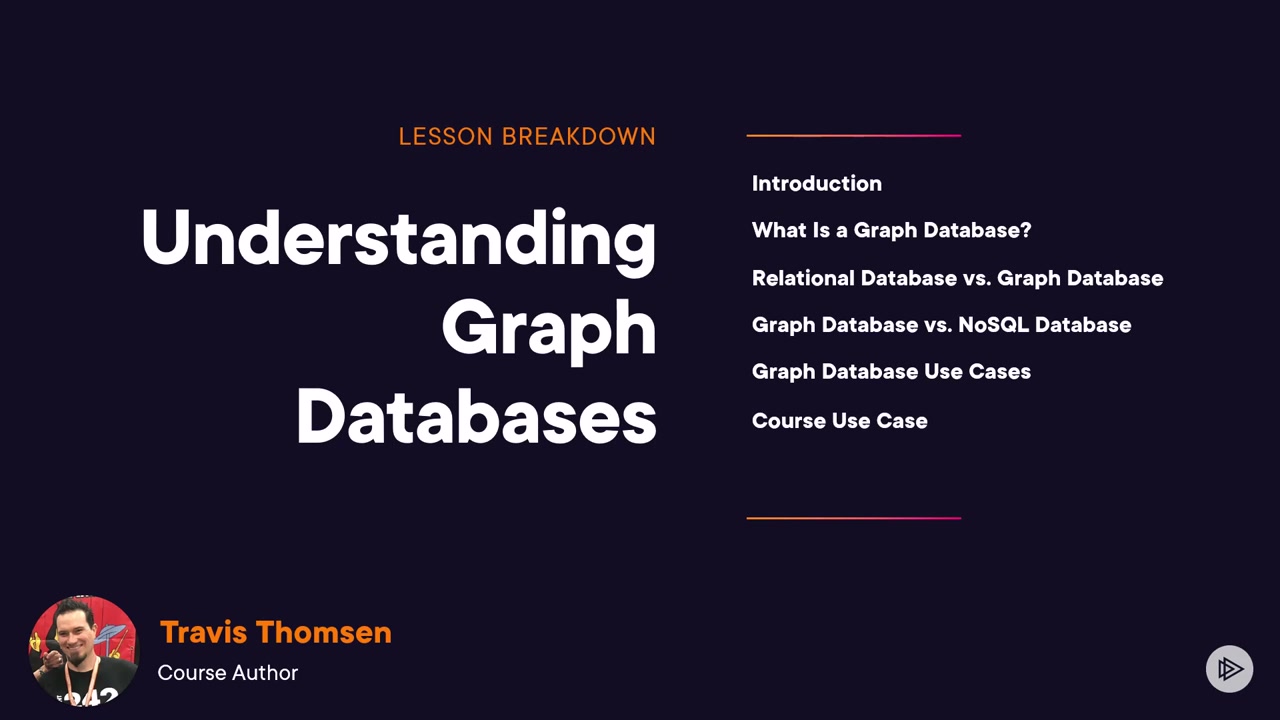 LESSON BREAKDOWN
Understanding
Graph
Databases
Introduction
What Is a Graph Database?
Relational Database vs. Graph Database
Graph Database vs. NoSQL Database
Graph Database Use Cases
Course Use Case
Travis Thomsen
Course Author
242